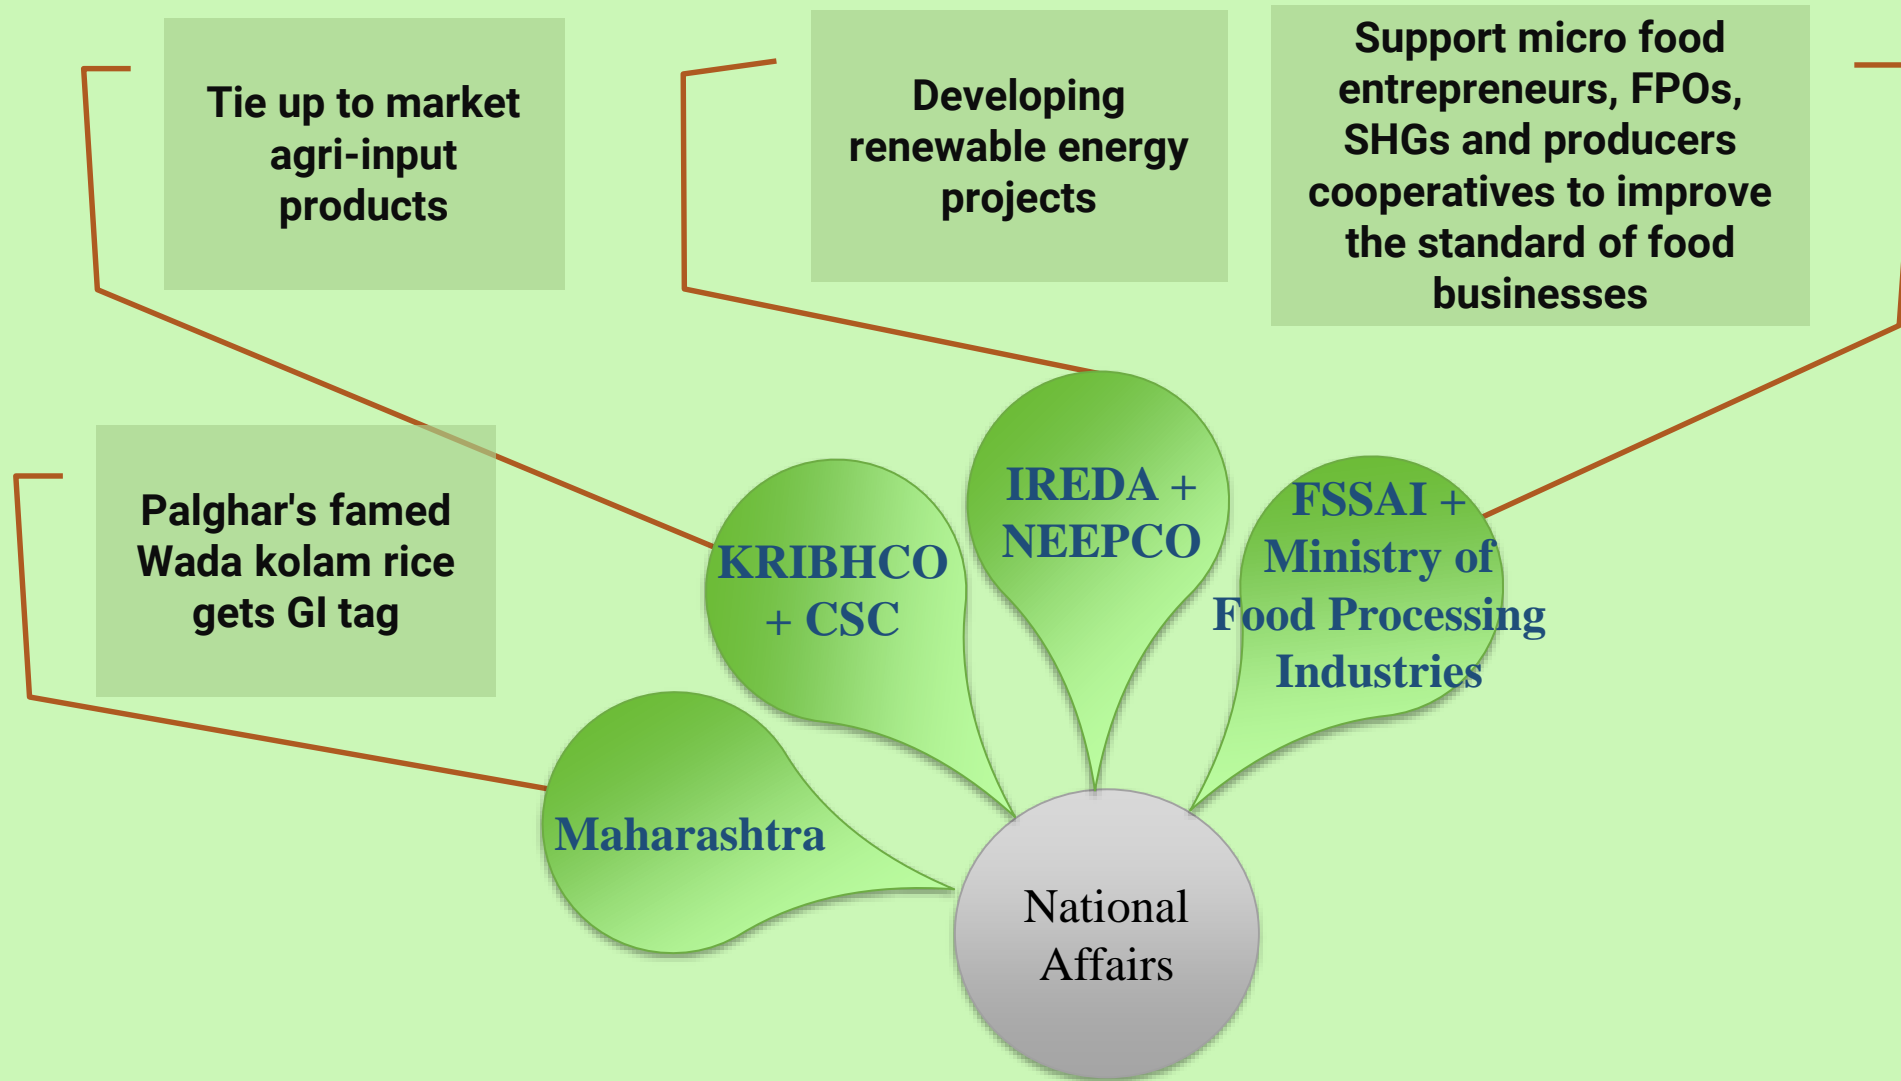 Tie up to market
agri-input
products
Developing
renewable energy
projects
Support micro food
entrepreneurs, FPOs,
SHGs and producers
cooperatives to improve
the standard of food
businesses
Palghar's famed
Wada kolam rice
gets GI tag
KRIBHCO
+ CSC
IREDA +
NEEPCO
FSSAI +
Ministry of
Food Processing
Industries
Maharashtra
National
Affairs